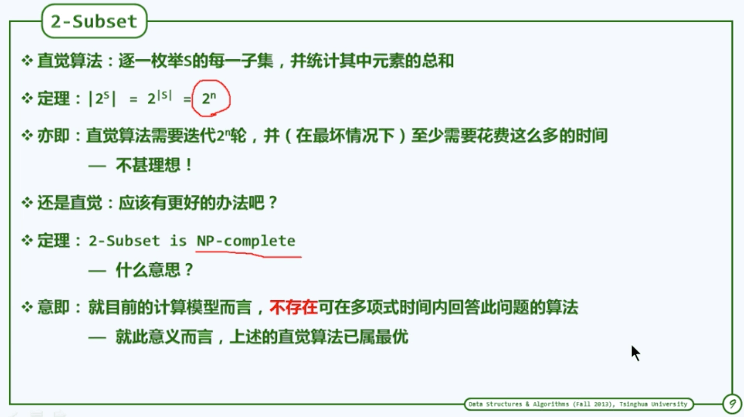 2-Subset
❖ 直觉算法：逐一枚举S的每一子集，并统计其中元素的总和
❖ 定理：|2^S| = 2^|S| = 2^n
❖ 亦即：直觉算法需要迭代2^n轮，并（在最坏情况下）至少需要花费这么多的时间
—— 不甚理想！
❖ 还是直觉：应该有更好的办法吧？
❖ 定理：2-Subset is NP-complete
—— 什么意思？
❖ 意即：就目前的计算模型而言，不存在可在多项式时间内回答此问题的算法
—— 就此意义而言，上述的直觉算法已属最优
Data Structures & Algorithms (Fall 2013), Tsinghua University
9